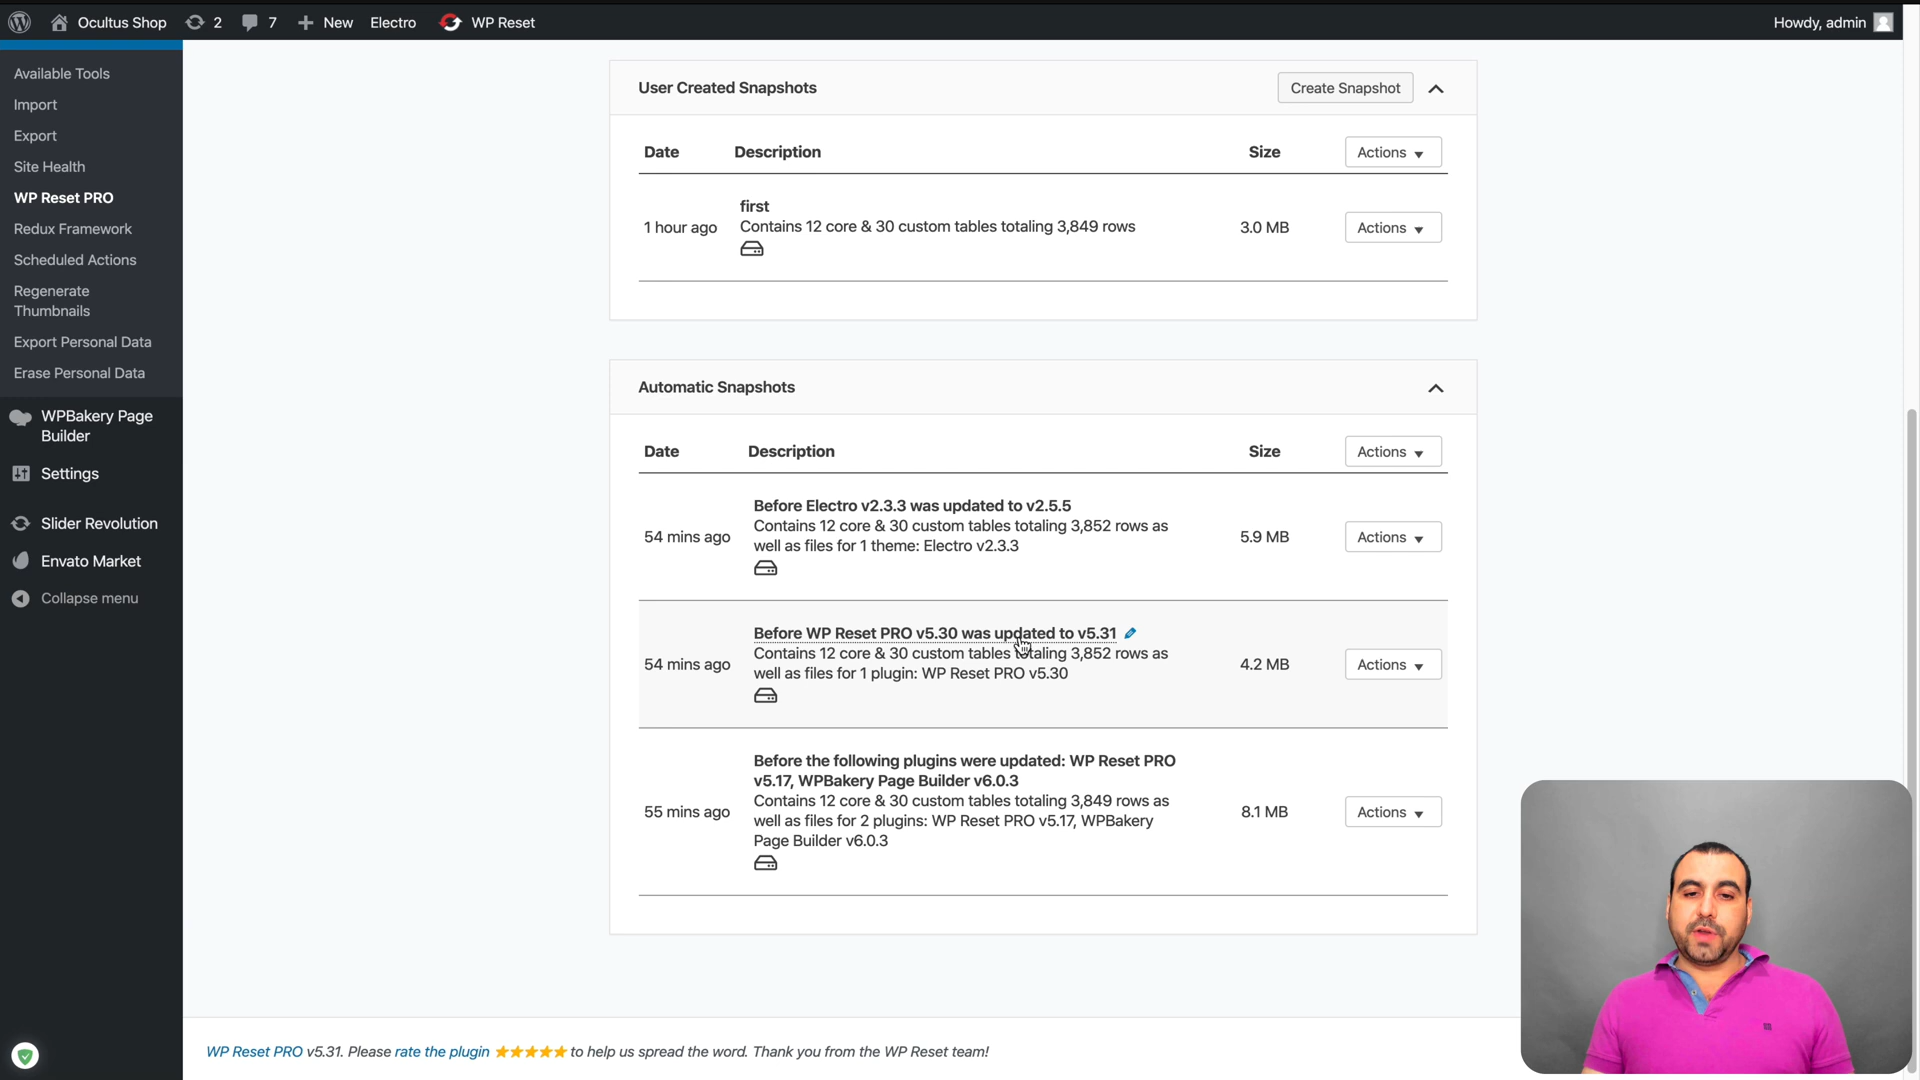 Ocultus Shop 2 7 New Electro WP Reset Howdy, admin
Available Tools
Import
Export
Site Health
WP Reset PRO
Redux Framework
Scheduled Actions
Regenerate
Thumbnails
Export Personal Data
Erase Personal Data
WPBakery Page
Builder
Settings
Slider Revolution
Envato Market
Collapse menu
User Created Snapshots Create Snapshot
Date Description Size Actions
first
1 hour ago Contains 12 core & 30 custom tables totaling 3,849 rows 3.0 MB Actions
Automatic Snapshots
Date Description Size Actions
Before Electro v2.3.3 was updated to v2.5.5
Contains 12 core & 30 custom tables totaling 3,852 rows as
54 mins ago well as files for 1 theme: Electro v2.3.3 5.9 MB Actions
Before WP Reset PRO v5.30 was updated to v5.31
Contains 12 core & 30 custom tables totaling 3,852 rows as
54 mins ago well as files for 1 plugin: WP Reset PRO v5.30 4.2 MB Actions
Before the following plugins were updated: WP Reset PRO
v5.17, WPBakery Page Builder v6.0.3
Contains 12 core & 30 custom tables totaling 3,849 rows as
55 mins ago well as files for 2 plugins: WP Reset PRO v5.17, WPBakery 8.1 MB Actions
Page Builder v6.0.3
WP Reset PRO v5.31. Please rate the plugin ★★★★★ to help us spread the word. Thank you from the WP Reset team!